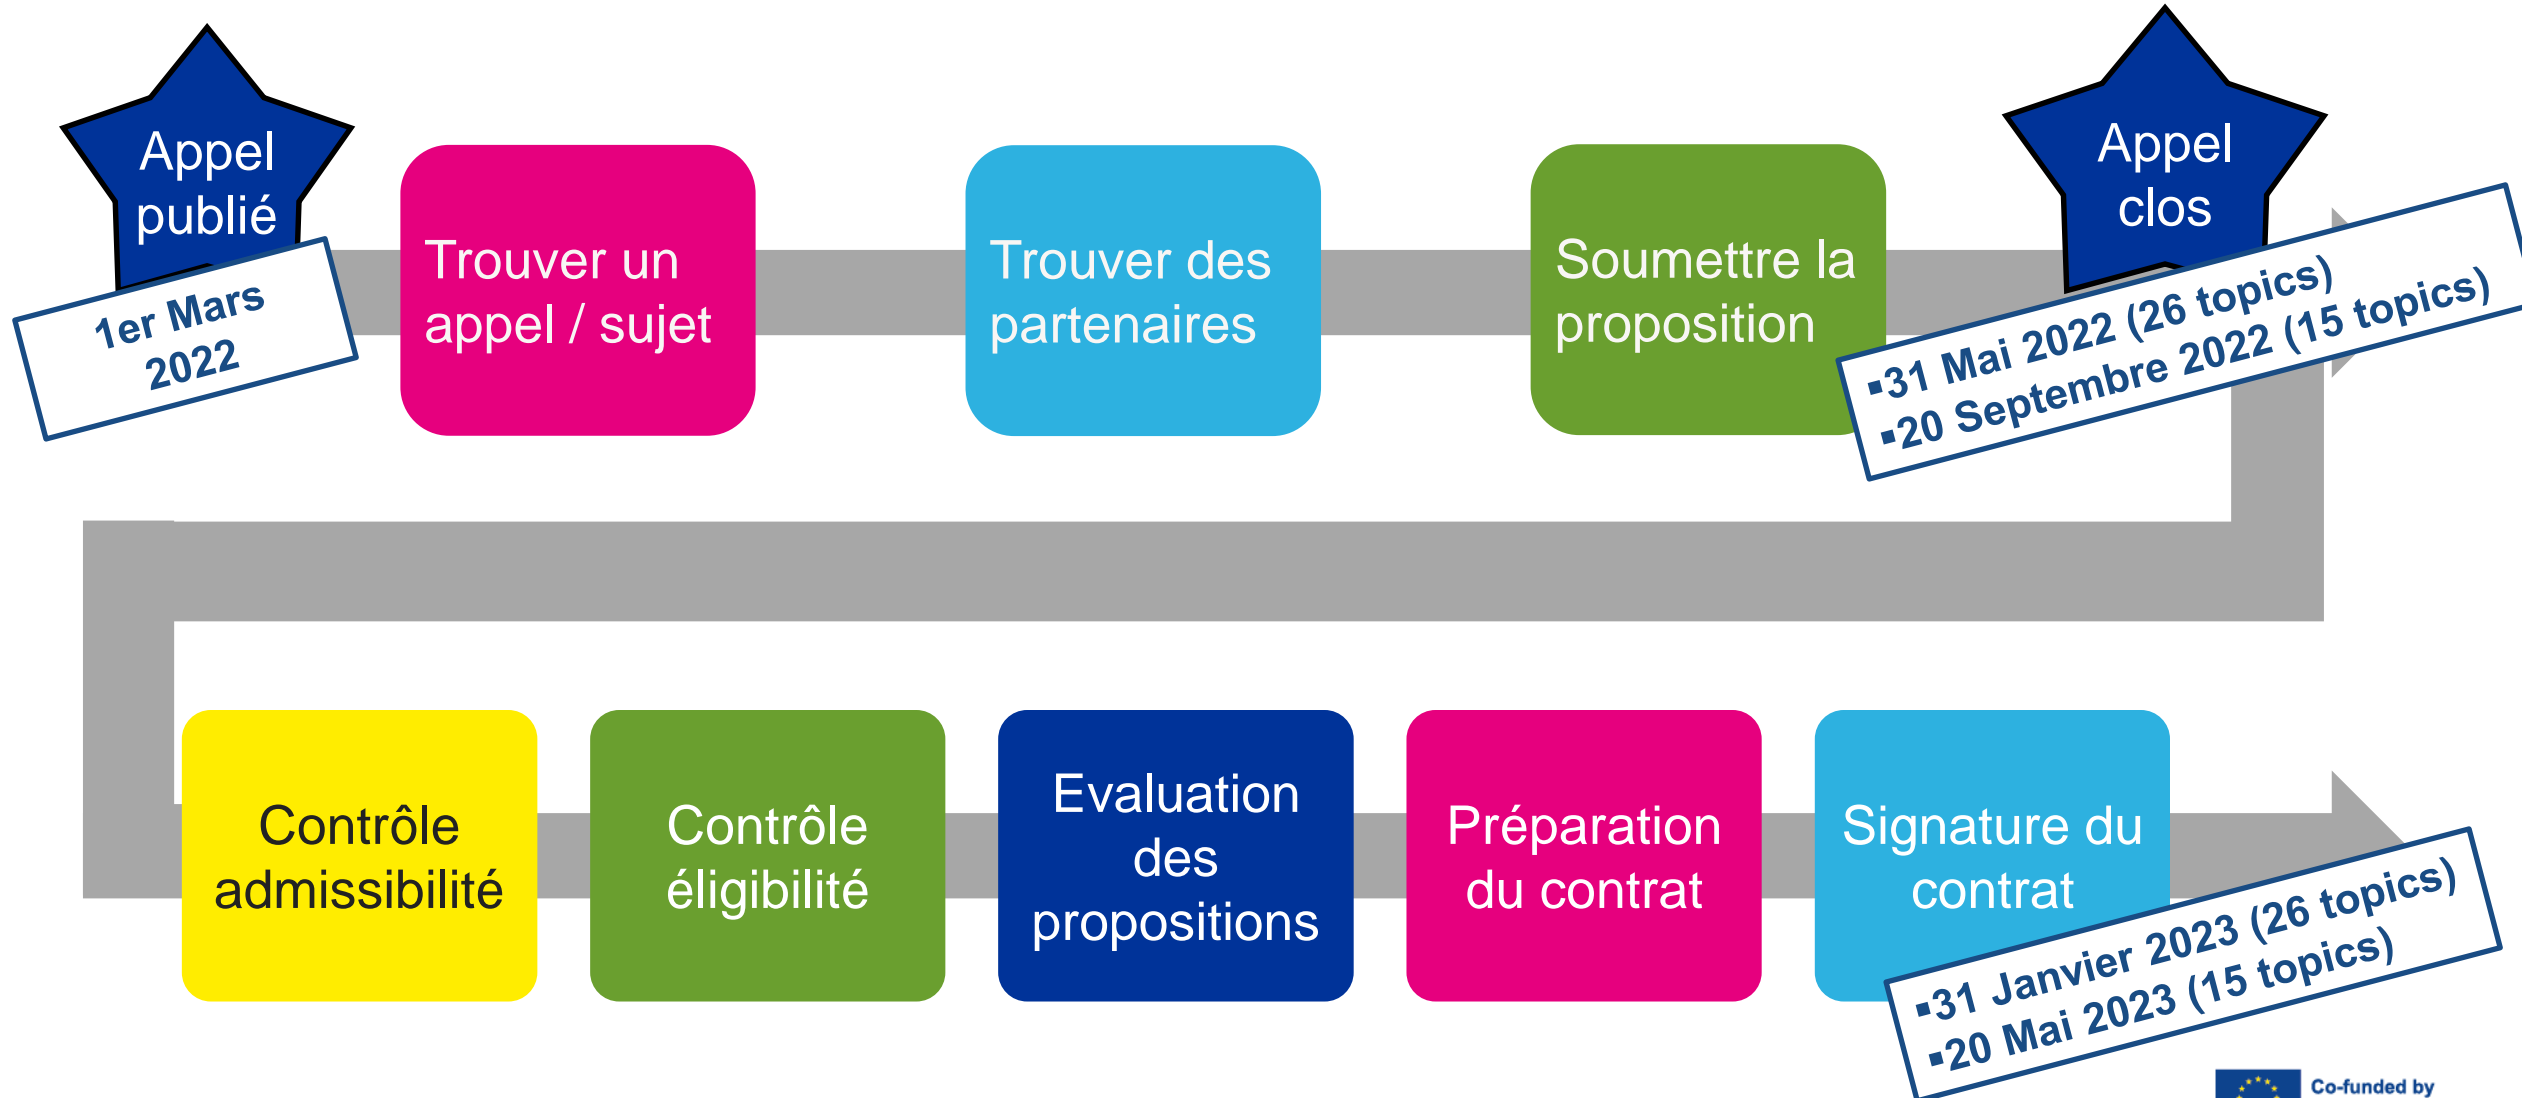 Appel
publié
1er Mars
2022
Trouver un
appel / sujet
Trouver des
partenaires
Soumettre la
proposition
Appel
clos
▪31 Mai 2022 (26 topics)
▪20 Septembre 2022 (15 topics)
Contrôle
admissibilité
Contrôle
éligibilité
Evaluation
des
propositions
Préparation
du contrat
Signature du
contrat
▪31 Janvier 2023 (26 topics)
▪20 Mai 2023 (15 topics)
Co-funded by